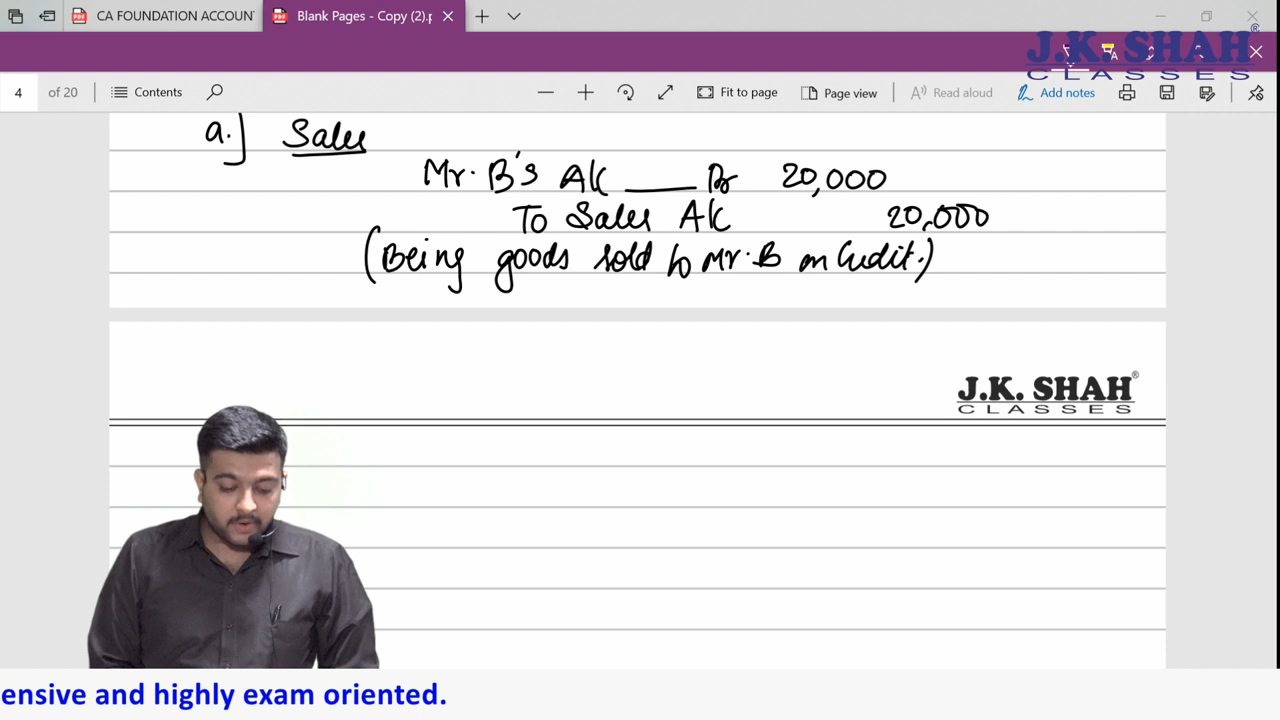 CA FOUNDATION ACCOUN
Blank Pages - Copy (2).p
J.K. SHAH®
CLASSES
4 of 20 Contents Fit to page Page view Read aloud Add notes
a.] Sales
Mr. B's A/c ____ Dr 20,000
To Sales A/c 20,000
(Being goods sold to Mr. B on Credit.)
J.K. SHAH®
CLASSES
ensive and highly exam oriented.